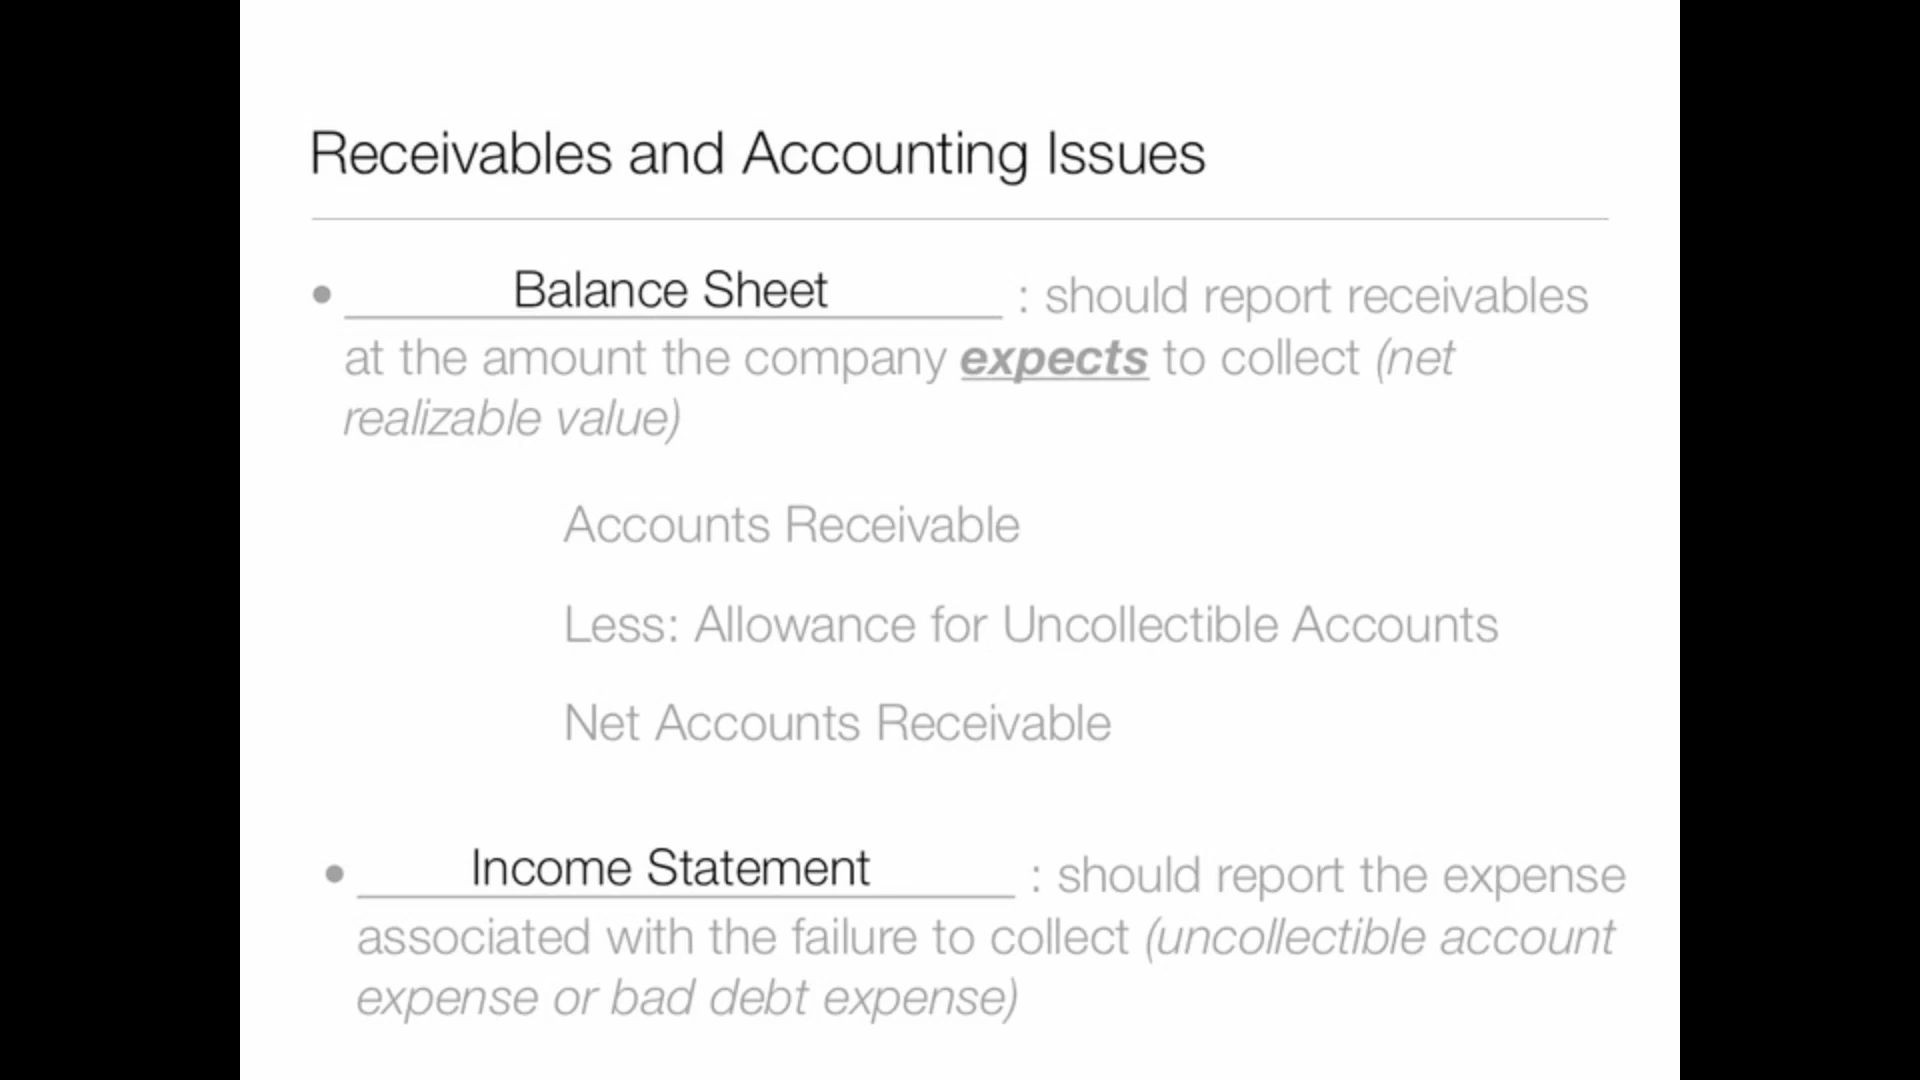 Receivables and Accounting Issues
• Balance Sheet : should report receivables
at the amount the company expects to collect (net
realizable value)
Accounts Receivable
Less: Allowance for Uncollectible Accounts
Net Accounts Receivable
• Income Statement : should report the expense
associated with the failure to collect (uncollectible account
expense or bad debt expense)